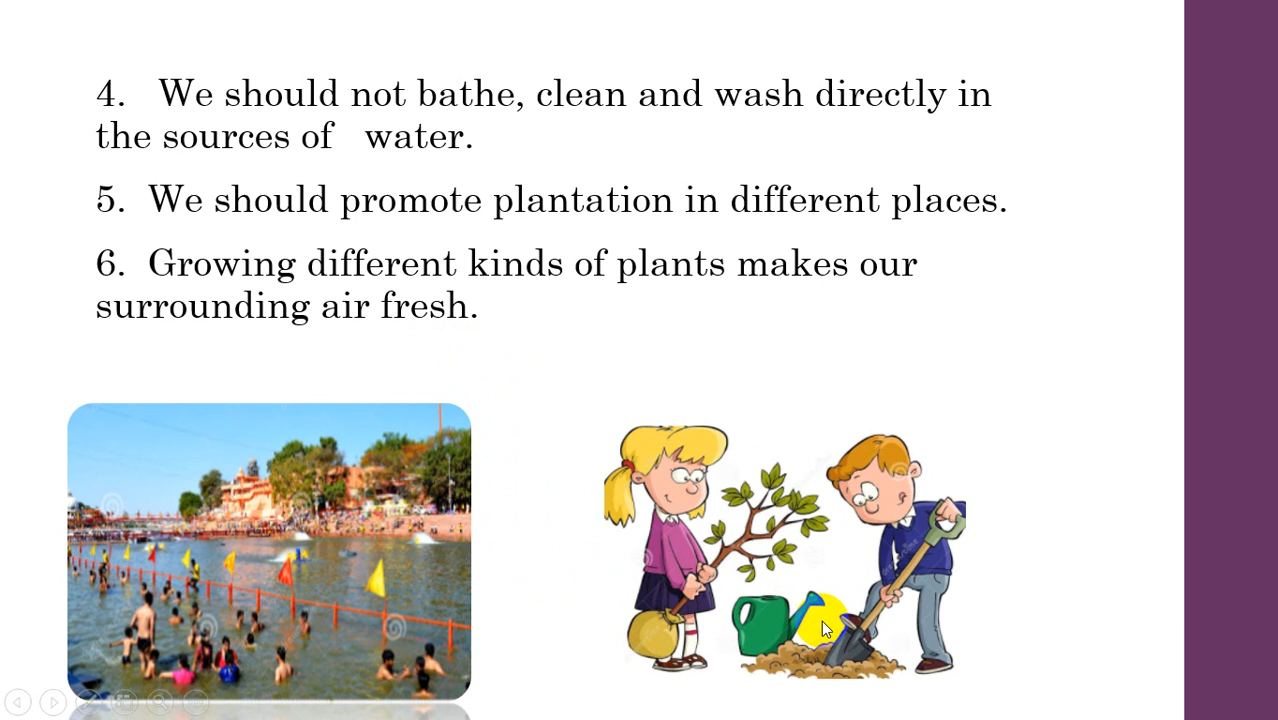 4. We should not bathe, clean and wash directly in
the sources of water.
5. We should promote plantation in different places.
6. Growing different kinds of plants makes our
surrounding air fresh.